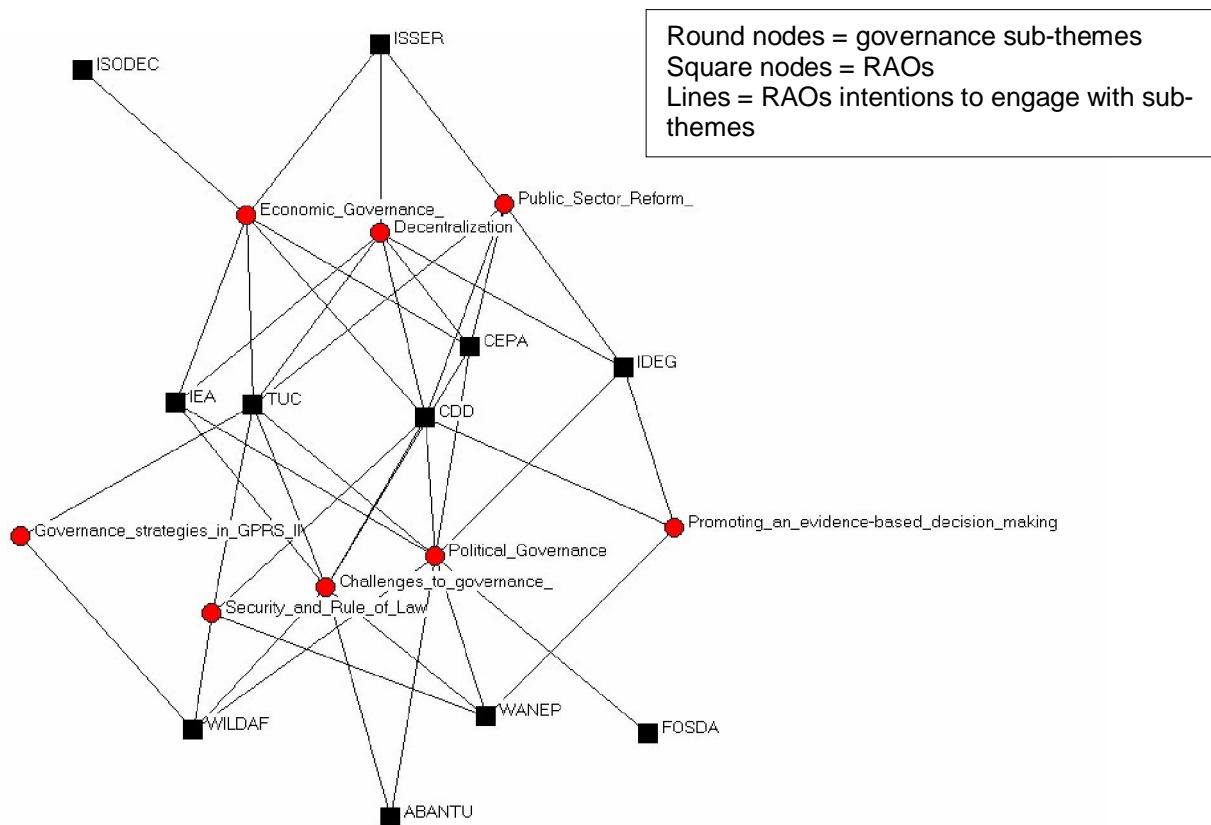 Round nodes = governance sub-themes
Square nodes = RAOs
Lines = RAOs intentions to engage with sub-
themes
ISSER
ISODEC
Public_Sector_Reform_
Economic_Governance_
Decentralization
CEPA
IDEG
IEA
TUC
CDD
Promoting_an_evidence-based_decision_making
Governance_strategies_in_GPRS_II
Political_Governance
Challenges_to_governance_
Security_and_Rule_of_Law
WANEP
WILDAF
FOSDA
ABANTU